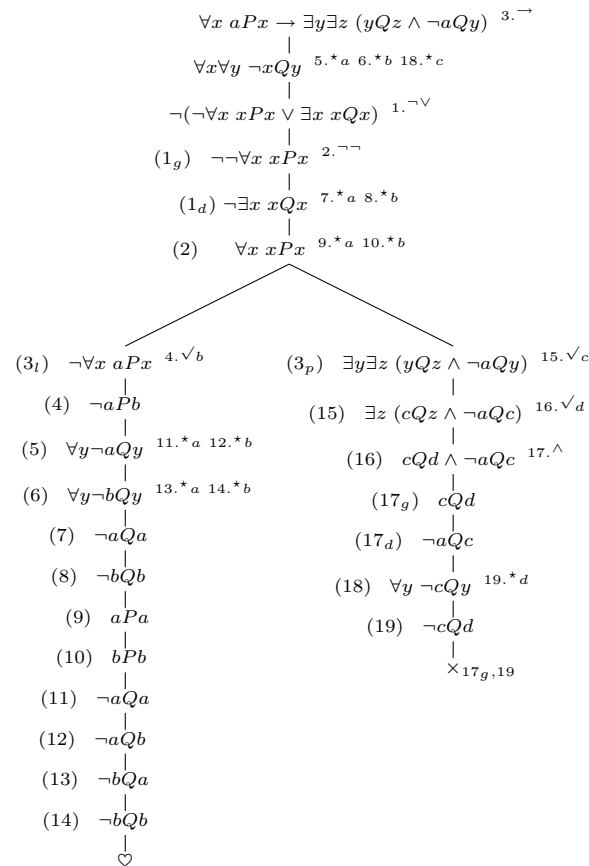 ∀x aPx → ∃y∃z (yQz ∧ ¬aQy) 3.→
∀x∀y ¬xQy 5.⋆a 6.⋆b 18.⋆c
¬(¬∀x xPx ∨ ∃x xQx) 1.¬∨
(1g) ¬¬∀x xPx 2.¬¬
(1d) ¬∃x xQx 7.⋆a 8.⋆b
(2) ∀x xPx 9.⋆a 10.⋆b
(3l) ¬∀x aPx 4.√b
(4) ¬aPb
(5) ∀y¬aQy 11.⋆a 12.⋆b
(6) ∀y¬bQy 13.⋆a 14.⋆b
(7) ¬aQa
(8) ¬bQb
(9) aPa
(10) bPb
(11) ¬aQa
(12) ¬aQb
(13) ¬bQa
(14) ¬bQb
♡
(3p) ∃y∃z (yQz ∧ ¬aQy) 15.√c
(15) ∃z (cQz ∧ ¬aQc) 16.√d
(16) cQd ∧ ¬aQc 17.∧
(17g) cQd
(17d) ¬aQc
(18) ∀y ¬cQy 19.⋆d
(19) ¬cQd
×17g,19